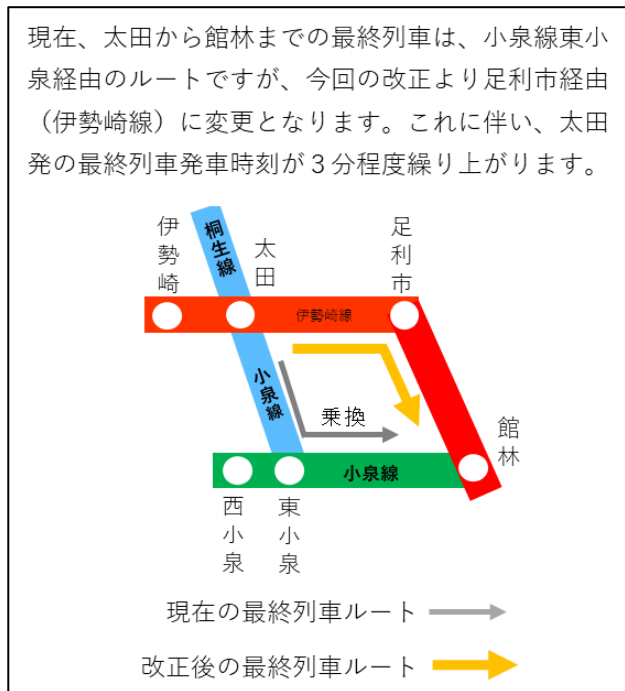 現在、太田から館林までの最終列車は、小泉線東小
泉経由のルートですが、今回の改正より足利市経由
（伊勢崎線）に変更となります。これに伴い、太田
発の最終列車発車時刻が３分程度繰り上がります。
桐生線
伊勢崎
太田
足利市
伊勢崎線
小泉線
乗換
館林
小泉線
西小泉
東小泉
現在の最終列車ルート
改正後の最終列車ルート